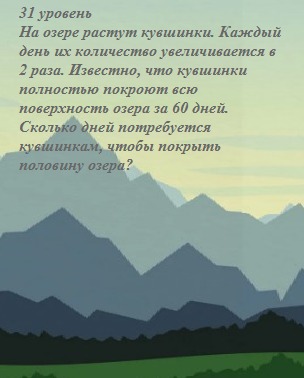 31 уровень
На озере растут кувшинки. Каждый
день их количество увеличивается в
2 раза. Известно, что кувшинки
полностью покроют всю
поверхность озера за 60 дней.
Сколько дней потребуется
кувшинкам, чтобы покрыть
половину озера?